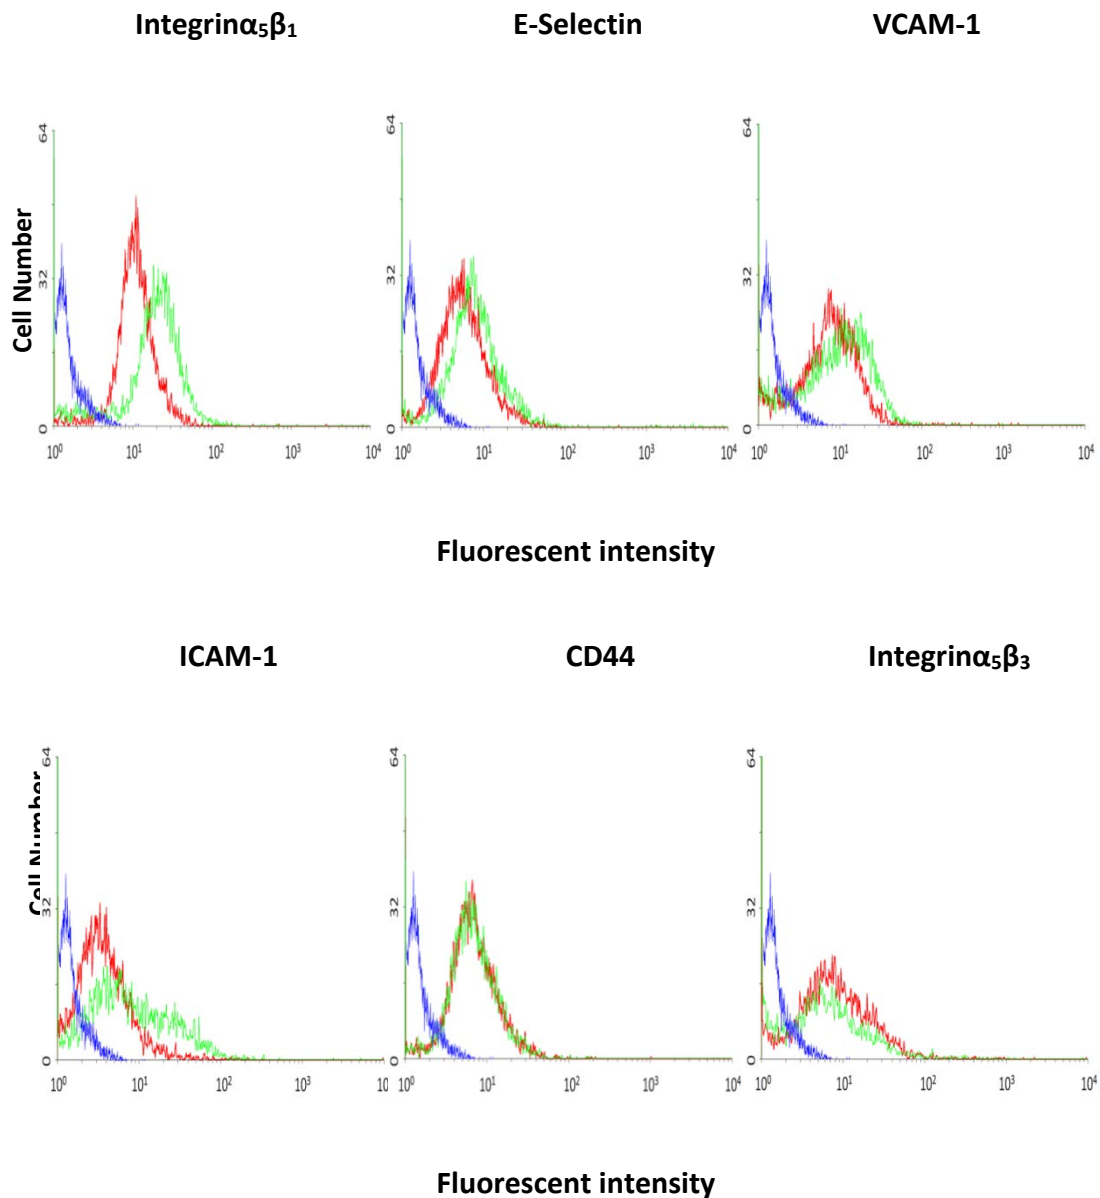 Integrinα₅β₁ E-Selectin VCAM-1
64 64 64
Cell Number
32 32 32
0 0 0
10⁰ 10¹ 10² 10³ 10⁴ 10⁰ 10¹ 10² 10³ 10⁴ 10⁰ 10¹ 10² 10³ 10⁴
Fluorescent intensity
ICAM-1 CD44 Integrinα₅β₃
64 64 64
Cell Number
32 32 32
0 0 0
10⁰ 10¹ 10² 10³ 10 10⁰ 10¹ 10² 10³ 10⁴ 10⁰ 10¹ 10² 10³ 10⁴
Fluorescent intensity